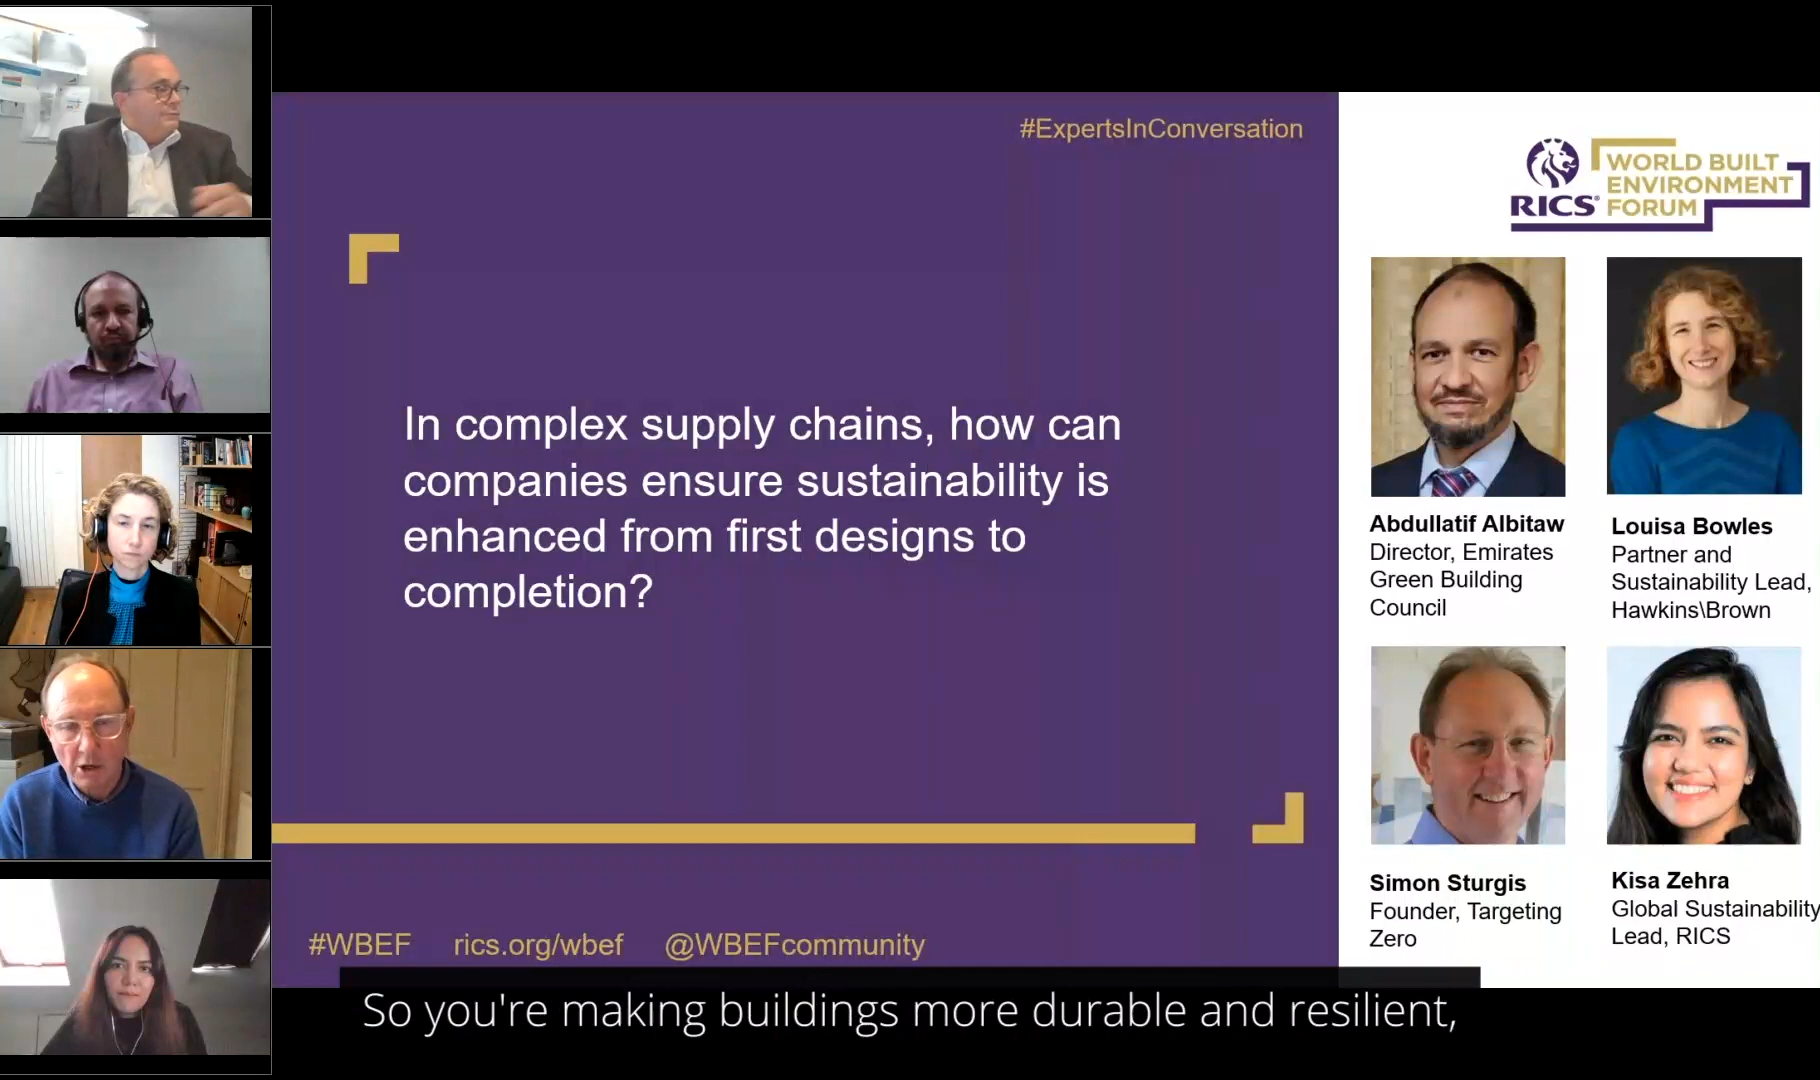 #ExpertsInConversation
In complex supply chains, how can
companies ensure sustainability is
enhanced from first designs to
completion?
#WBEF rics.org/wbef @WBEFcommunity
RICS®
WORLD BUILT
ENVIRONMENT
FORUM
Abdullatif Albitaw
Director, Emirates
Green Building
Council
Louisa Bowles
Partner and
Sustainability Lead,
Hawkins\Brown
Simon Sturgis
Founder, Targeting
Zero
Kisa Zehra
Global Sustainability
Lead, RICS
So you're making buildings more durable and resilient,